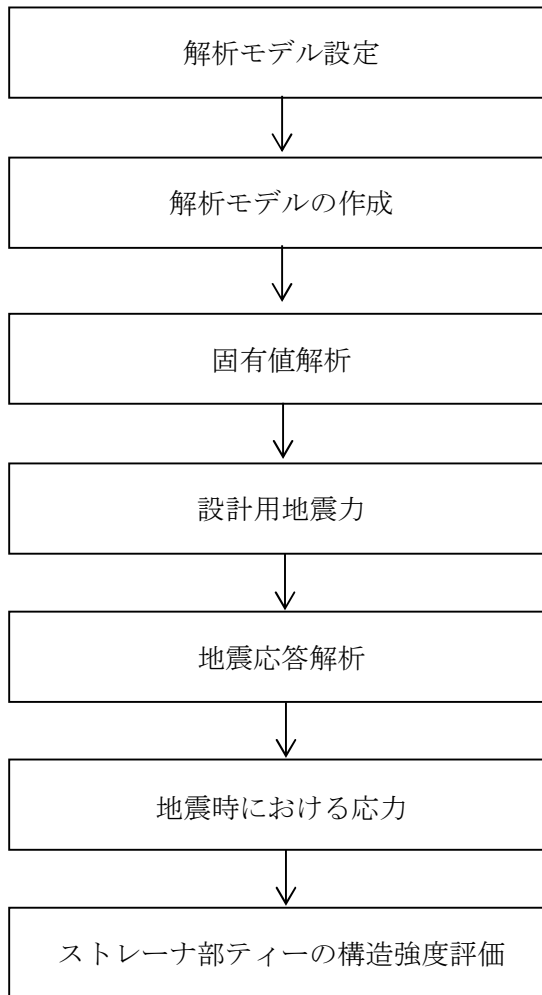 解析モデル設定
解析モデルの作成
固有値解析
設計用地震力
地震応答解析
地震時における応力
ストレーナ部ティーの構造強度評価